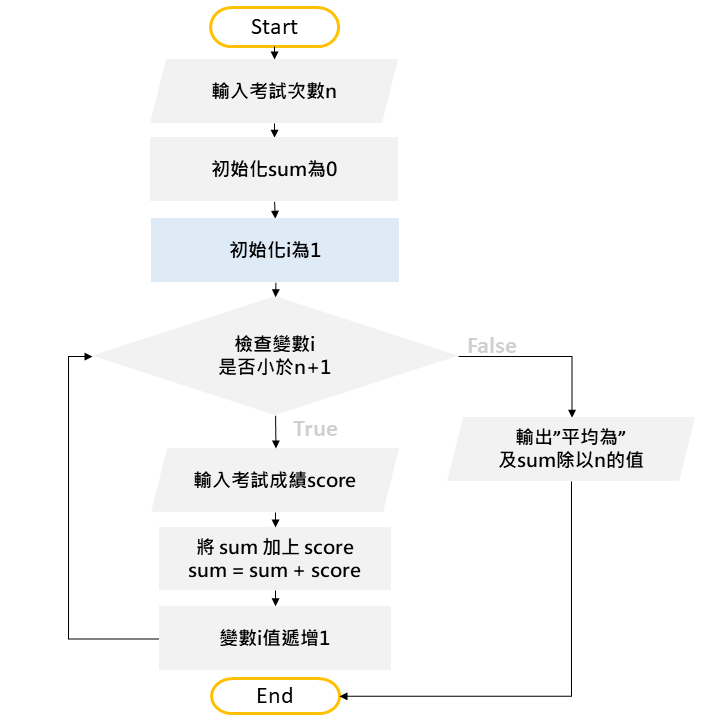 Start
輸入考試次數n
初始化sum為0
初始化i為1
檢查變數i
是否小於n+1
False
True
輸出”平均為”
及sum除以n的值
輸入考試成績score
將 sum 加上 score
sum = sum + score
變數i值遞增1
End